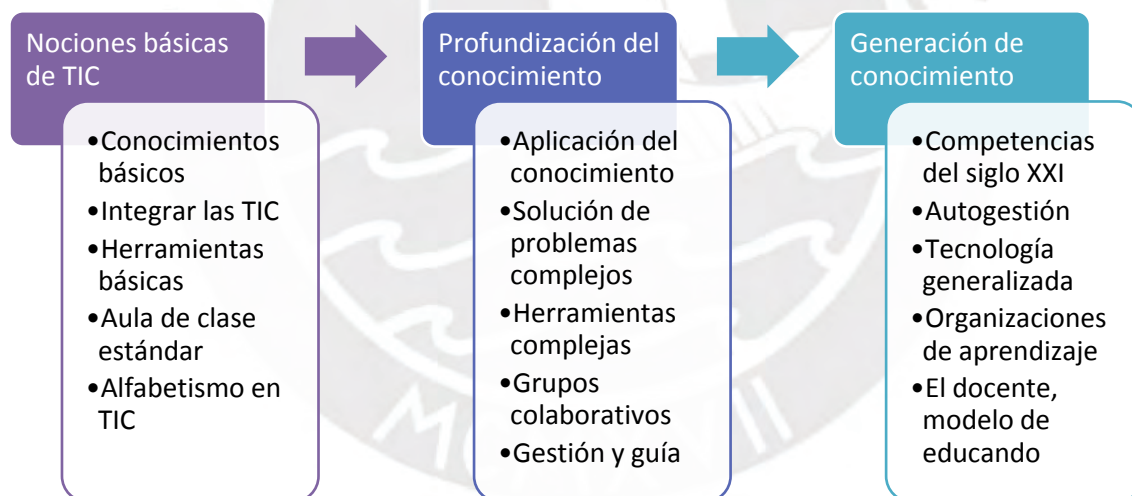 Nociones básicas
de TIC
•Conocimientos
básicos
•Integrar las TIC
•Herramientas
básicas
•Aula de clase
estándar
•Alfabetismo en
TIC
Profundización del
conocimiento
•Aplicación del
conocimiento
•Solución de
problemas
complejos
•Herramientas
complejas
•Grupos
colaborativos
•Gestión y guía
Generación de
conocimiento
•Competencias
del siglo XXI
•Autogestión
•Tecnología
generalizada
•Organizaciones
de aprendizaje
•El docente,
modelo de
educando